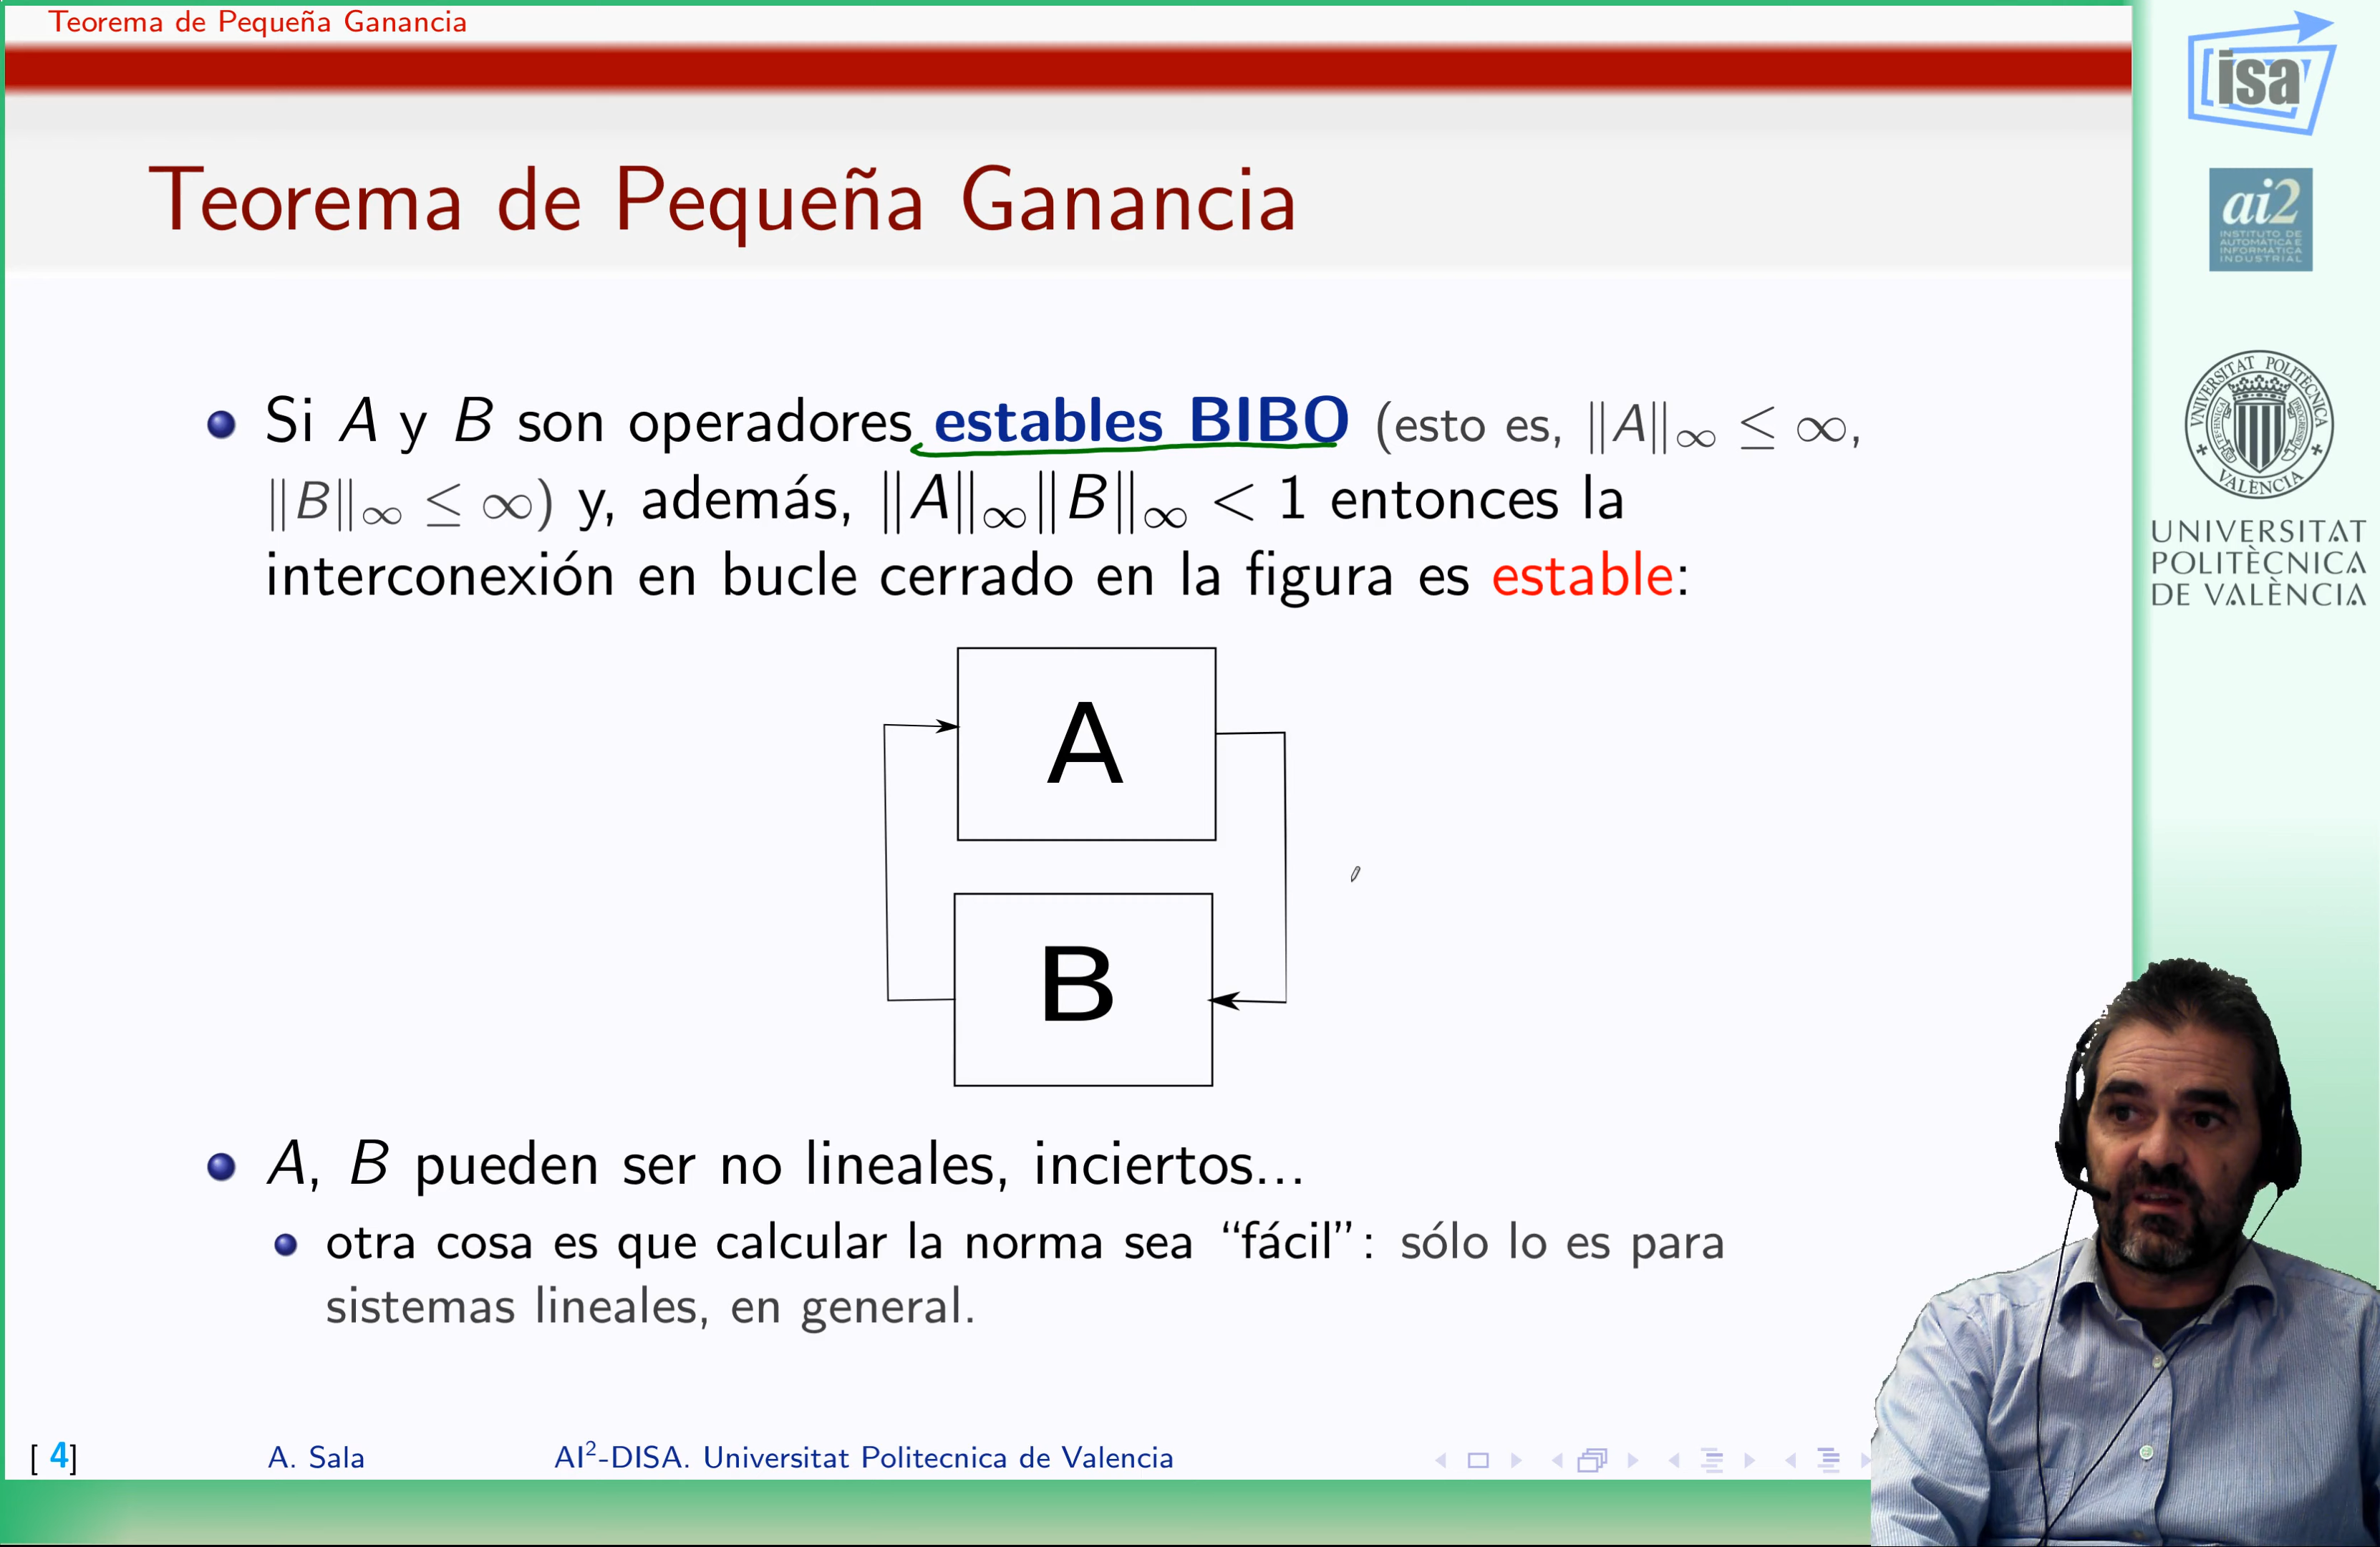 Teorema de Pequeña Ganancia
Teorema de Pequeña Ganancia
Si A y B son operadores estables BIBO (esto es, ‖A‖∞ ≤ ∞,
‖B‖∞ ≤ ∞) y, además, ‖A‖∞‖B‖∞ < 1 entonces la
interconexión en bucle cerrado en la figura es estable:
A
B
A, B pueden ser no lineales, inciertos...
otra cosa es que calcular la norma sea “fácil”: sólo lo es para
sistemas lineales, en general.
[ 4]
A. Sala
AI²-DISA. Universitat Politecnica de Valencia
isa
ai2
INSTITUTO DE
AUTOMÁTICA E
INFORMÁTICA
INDUSTRIAL
UNIVERSITAT POLITÈCNICA
VALÈNCIA
UNIVERSITAT
POLITÈCNICA
DE VALÈNCIA